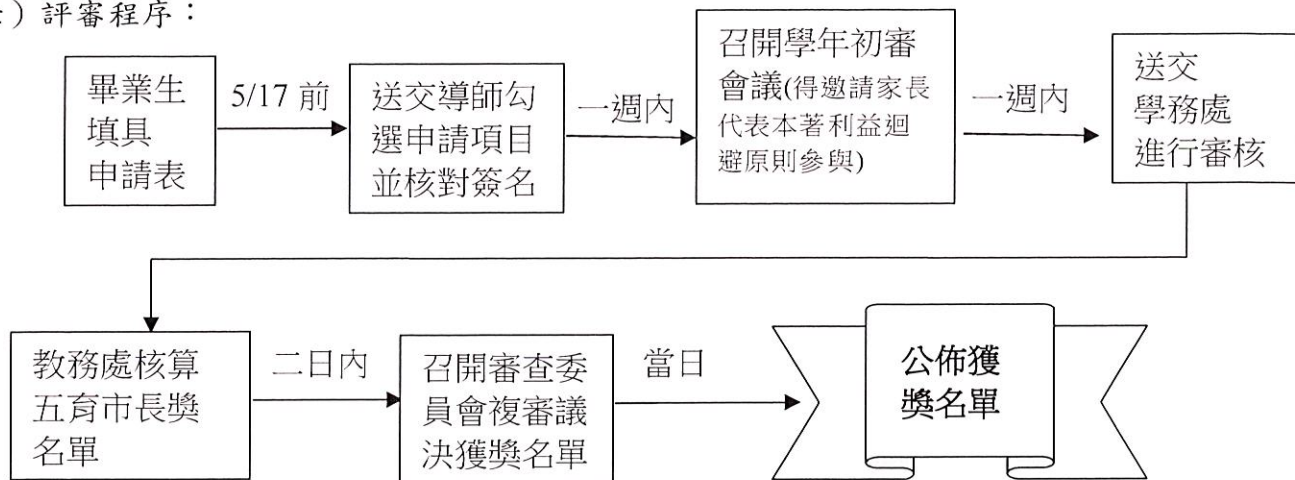 ）評審程序：
畢業生
填具
申請表
5/17 前
送交導師勾
選申請項目
並核對簽名
一週內
召開學年初審
會議(得邀請家長
代表本著利益迴
避原則參與)
一週內
送交
學務處
進行審核
教務處核算
五育市長獎
名單
二日內
召開審查委
員會複審議
決獲獎名單
當日
公佈獲
獎名單